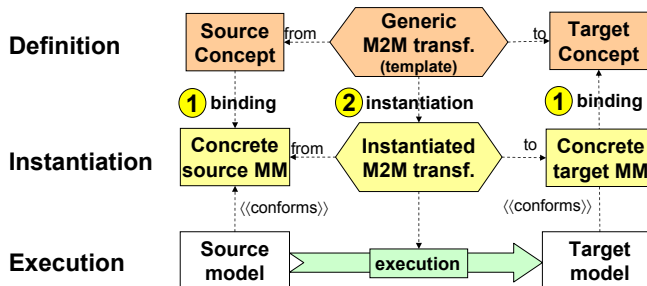 Definition
Source
Concept
from
Generic
M2M transf.
(template)
to
Target
Concept
1 binding
2 instantiation
1 binding
Instantiation
Concrete
source MM
from
Instantiated
M2M transf.
to
Concrete
target MM
⟨⟨conforms⟩⟩
⟨⟨conforms⟩⟩
Execution
Source
model
execution
Target
model